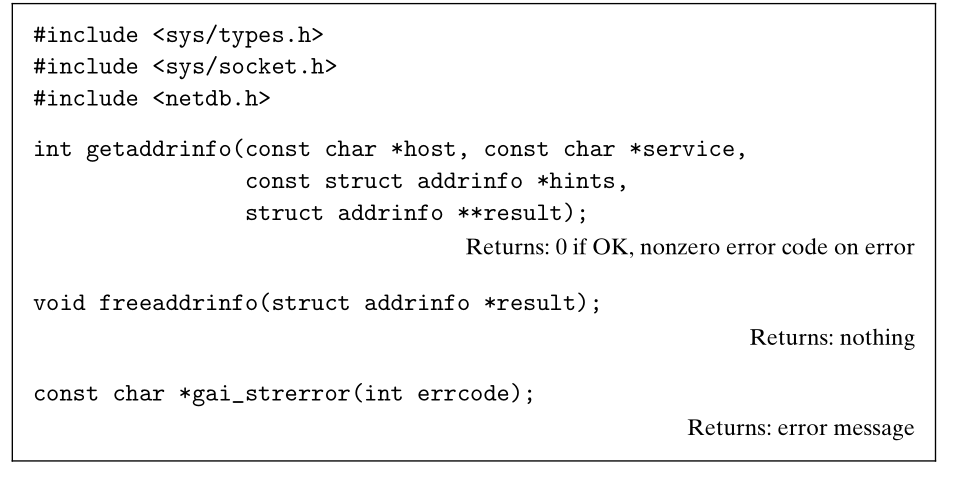 #include <sys/types.h>
#include <sys/socket.h>
#include <netdb.h>
int getaddrinfo(const char *host, const char *service,
const struct addrinfo *hints,
struct addrinfo **result);
Returns: 0 if OK, nonzero error code on error
void freeaddrinfo(struct addrinfo *result);
Returns: nothing
const char *gai_strerror(int errcode);
Returns: error message